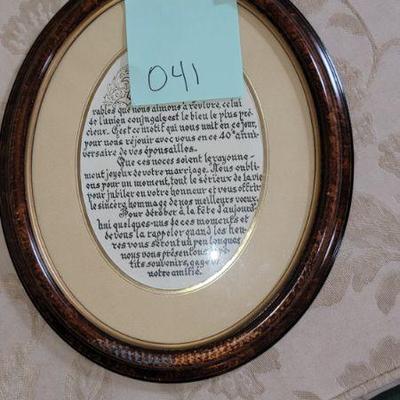 041
rables que nous aimons à revivre, celui
de l'union conjugale est le bien le plus pré-
cieux. C'est ce motif qui nous unit en ce jour,
pour nous réjouir avec vous en ce 40e anni-
versaire de vos épousailles.
Que ces noces soient le rayonne-
ment joyeux de votre mariage. Nous oubli-
ons pour un moment, tout le sérieux de la vie
pour jubiler en votre honneur et vous offrir
le sincère hommage de nos meilleurs voeux.
Pour dérober à la fête d'aujourd'
hui quelques-uns de ces moments et
de vous la rappeler quand les heu-
res vous seront un peu longues
nous vous présentons
tits souvenirs, gage de
notre amitié.